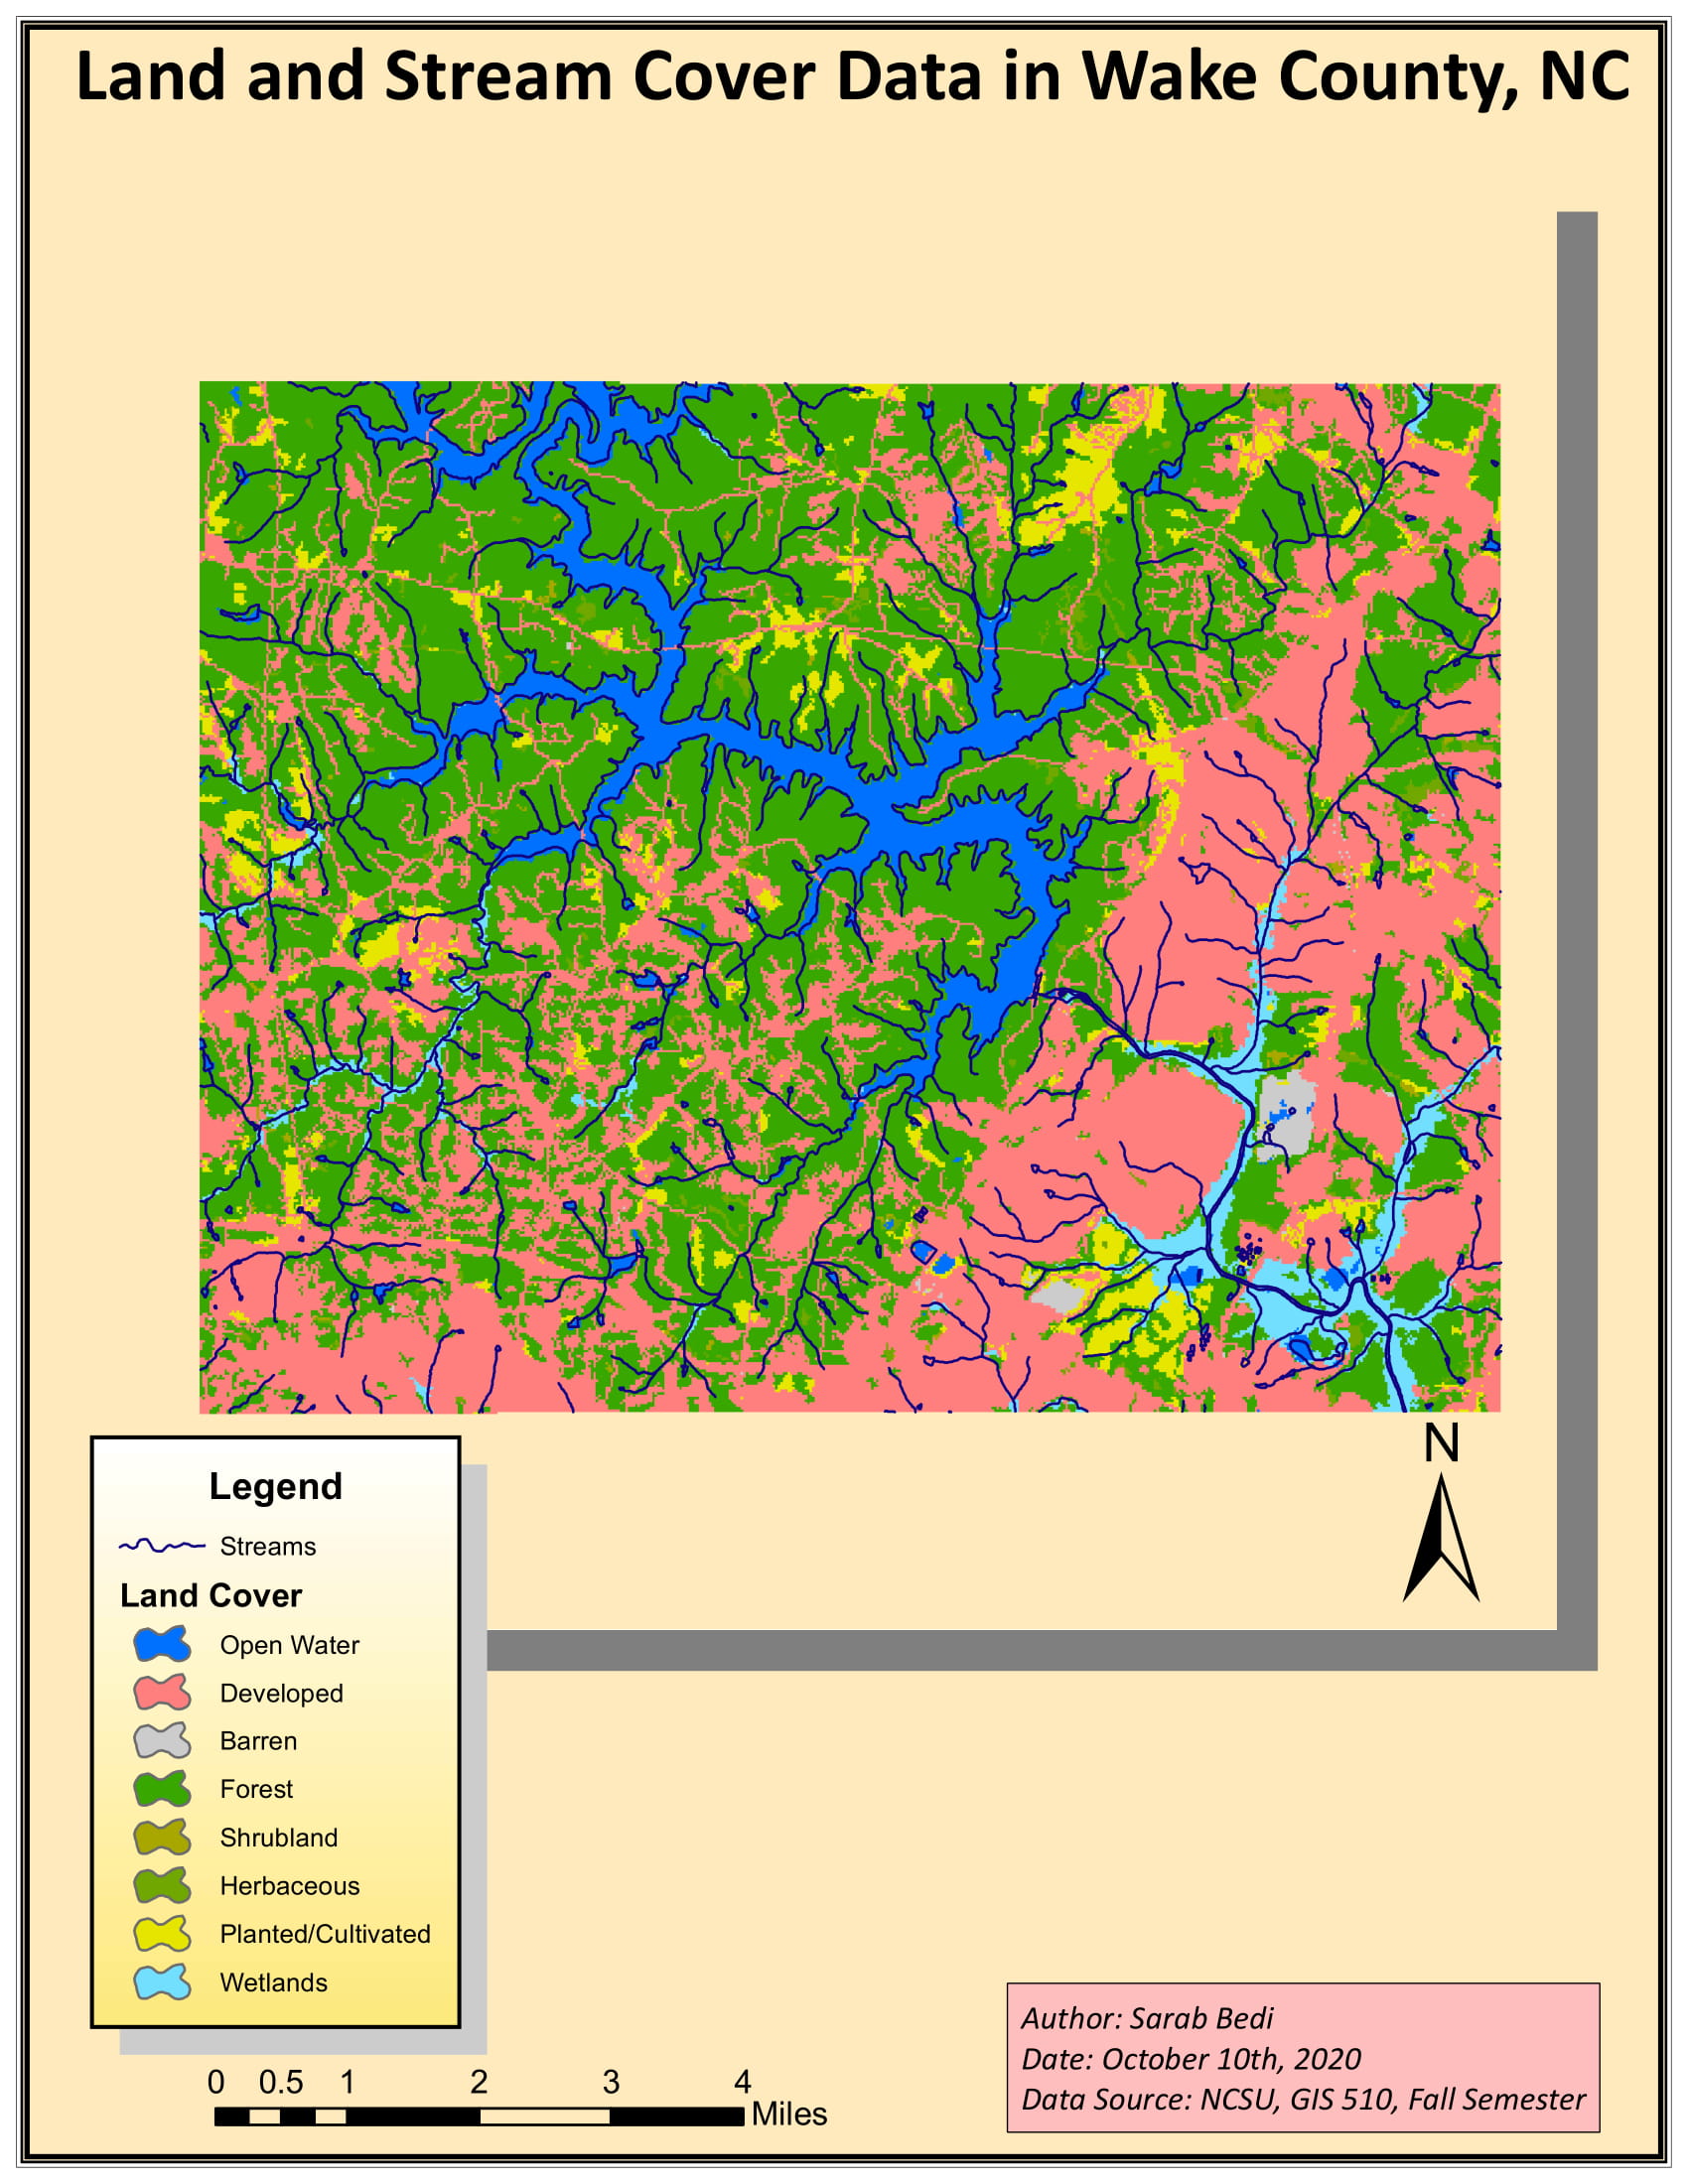 Land and Stream Cover Data in Wake County, NC
N
Legend
Streams
Land Cover
Open Water
Developed
Barren
Forest
Shrubland
Herbaceous
Planted/Cultivated
Wetlands
0 0.5 1 2 3 4
Miles
Author: Sarab Bedi
Date: October 10th, 2020
Data Source: NCSU, GIS 510, Fall Semester